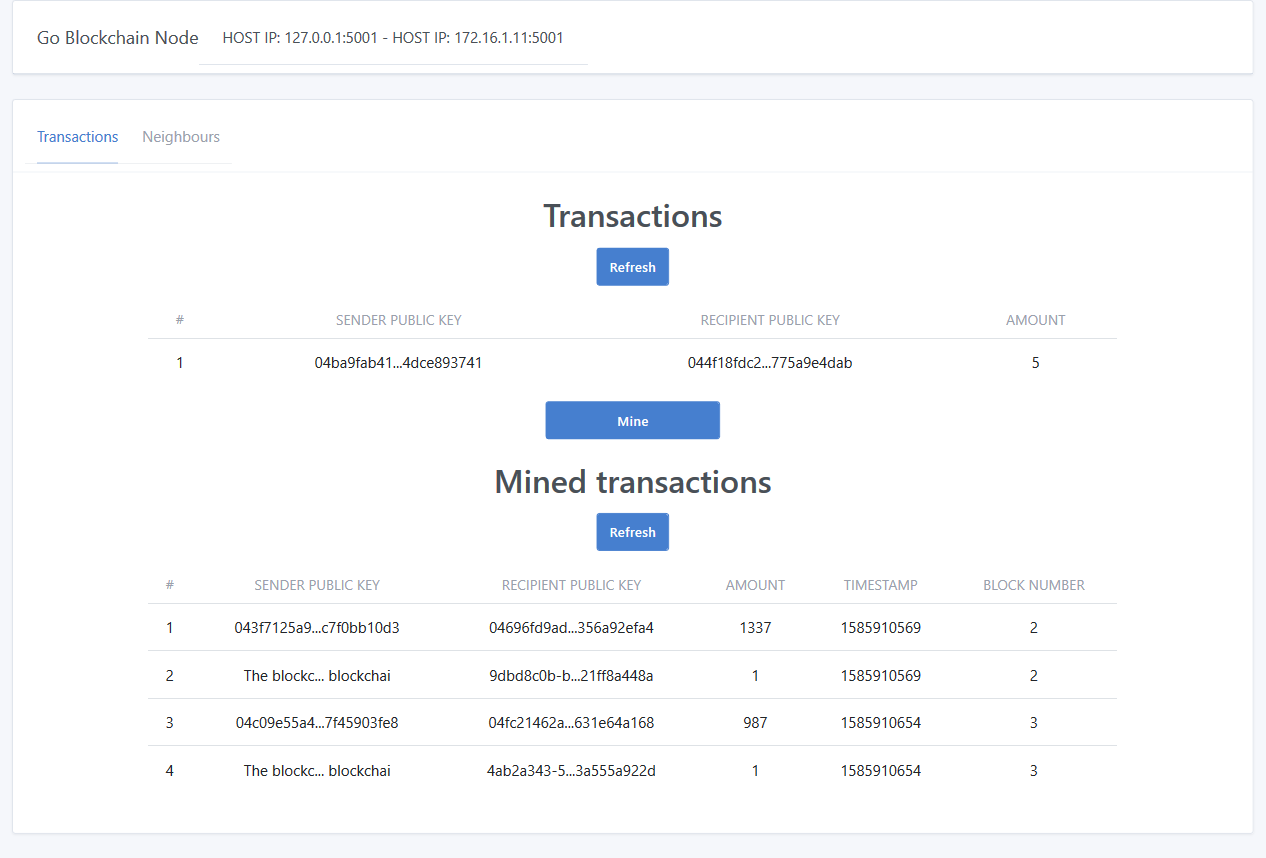 Go Blockchain Node HOST IP: 127.0.0.1:5001 - HOST IP: 172.16.1.11:5001
Transactions Neighbours
Transactions
Refresh
# SENDER PUBLIC KEY RECIPIENT PUBLIC KEY AMOUNT
1 04ba9fab41...4dce893741 044f18fdc2...775a9e4dab 5
Mine
Mined transactions
Refresh
# SENDER PUBLIC KEY RECIPIENT PUBLIC KEY AMOUNT TIMESTAMP BLOCK NUMBER
1 043f7125a9...c7f0bb10d3 04696fd9ad...356a92efa4 1337 1585910569 2
2 The blockc... blockchai 9dbd8c0b-b...21ff8a448a 1 1585910569 2
3 04c09e55a4...7f45903fe8 04fc21462a...631e64a168 987 1585910654 3
4 The blockc... blockchai 4ab2a343-5...3a555a922d 1 1585910654 3